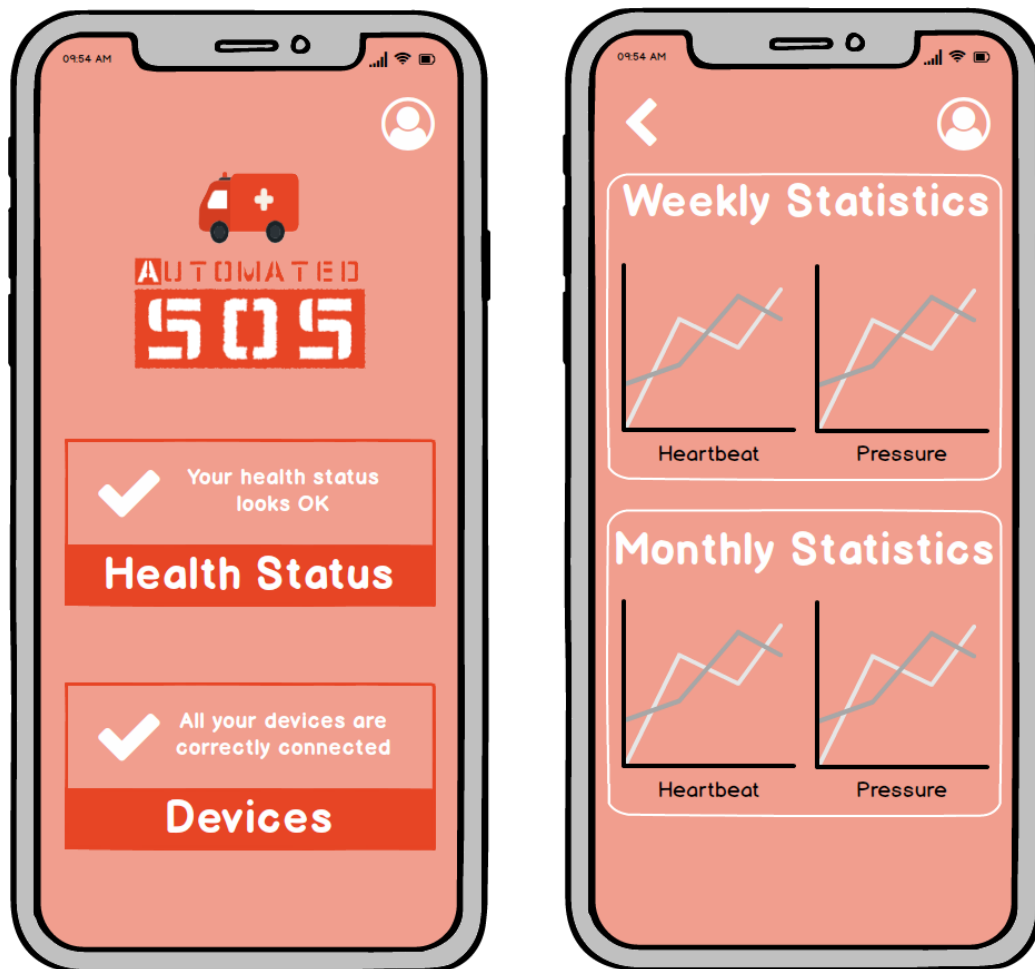 09:54 AM
AUTOMATED
SOS
Your health status
looks OK
Health Status
All your devices are
correctly connected
Devices
09:54 AM
Weekly Statistics
Heartbeat Pressure
Monthly Statistics
Heartbeat Pressure